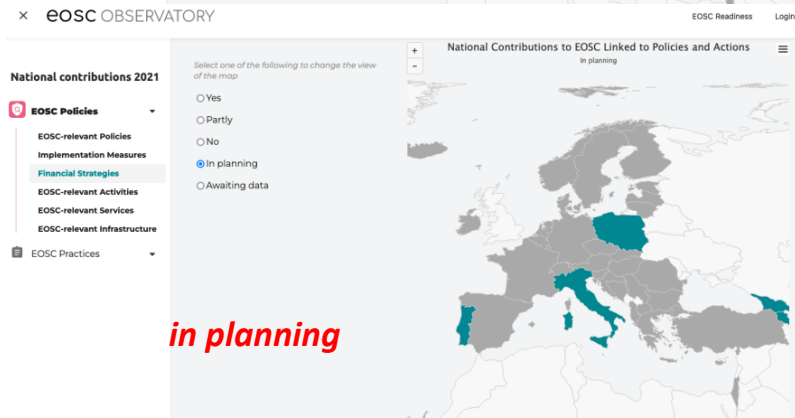 × eosc OBSERVATORY
EOSC Readiness
Login
National contributions 2021
EOSC Policies
EOSC-relevant Policies
Implementation Measures
Financial Strategies
EOSC-relevant Activities
EOSC-relevant Services
EOSC-relevant Infrastructure
EOSC Practices
Select one of the following to change the view
of the map
Yes
Partly
No
In planning
Awaiting data
in planning
+
-
National Contributions to EOSC Linked to Policies and Actions
In planning